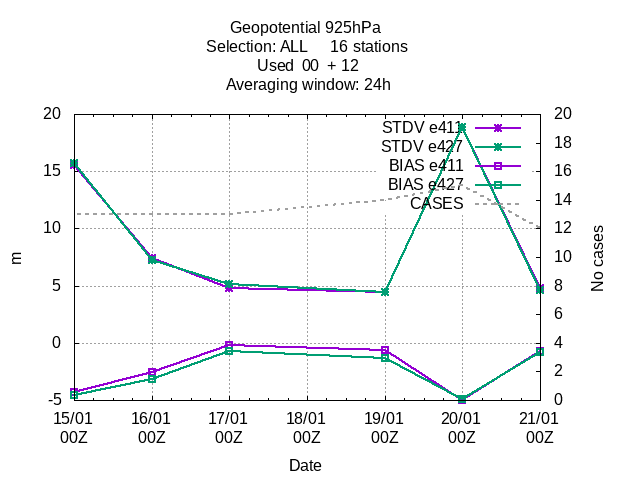 Geopotential 925hPa
Selection: ALL     16 stations
Used  00  + 12
Averaging window: 24h
STDV e411
STDV e427
BIAS e411
BIAS e427
CASES
20
15
10
5
0
-5
m
20
18
16
14
12
10
8
6
4
2
0
No cases
15/01 16/01 17/01 18/01 19/01 20/01 21/01
00Z 00Z 00Z 00Z 00Z 00Z 00Z
Date